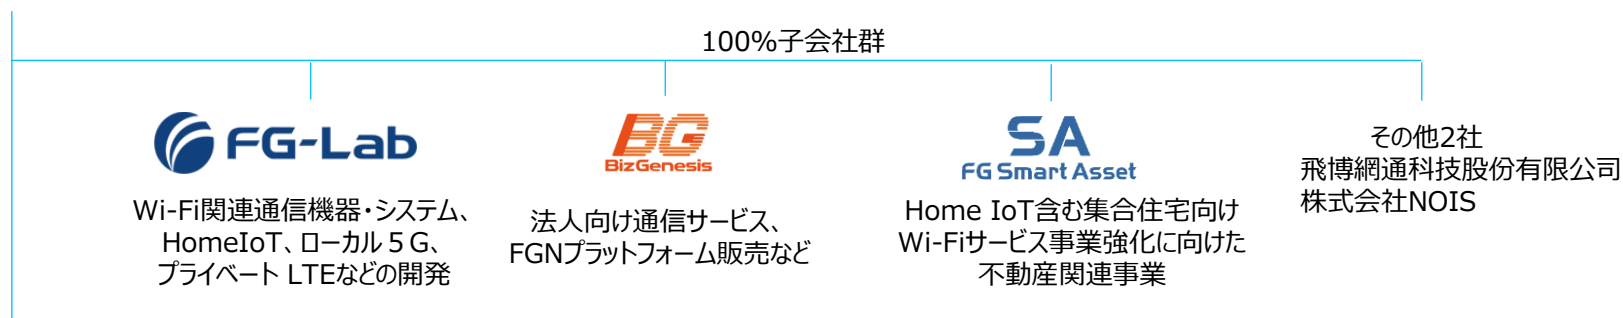 100%子会社群
FG-Lab
Wi-Fi関連通信機器・システム、
HomeIoT、ローカル５G、
プライベート LTEなどの開発
BG
BizGenesis
法人向け通信サービス、
FGNプラットフォーム販売など
SA
FG Smart Asset
Home IoT含む集合住宅向け
Wi-Fiサービス事業強化に向けた
不動産関連事業
その他2社
飛博網通科技股份有限公司
株式会社NOIS